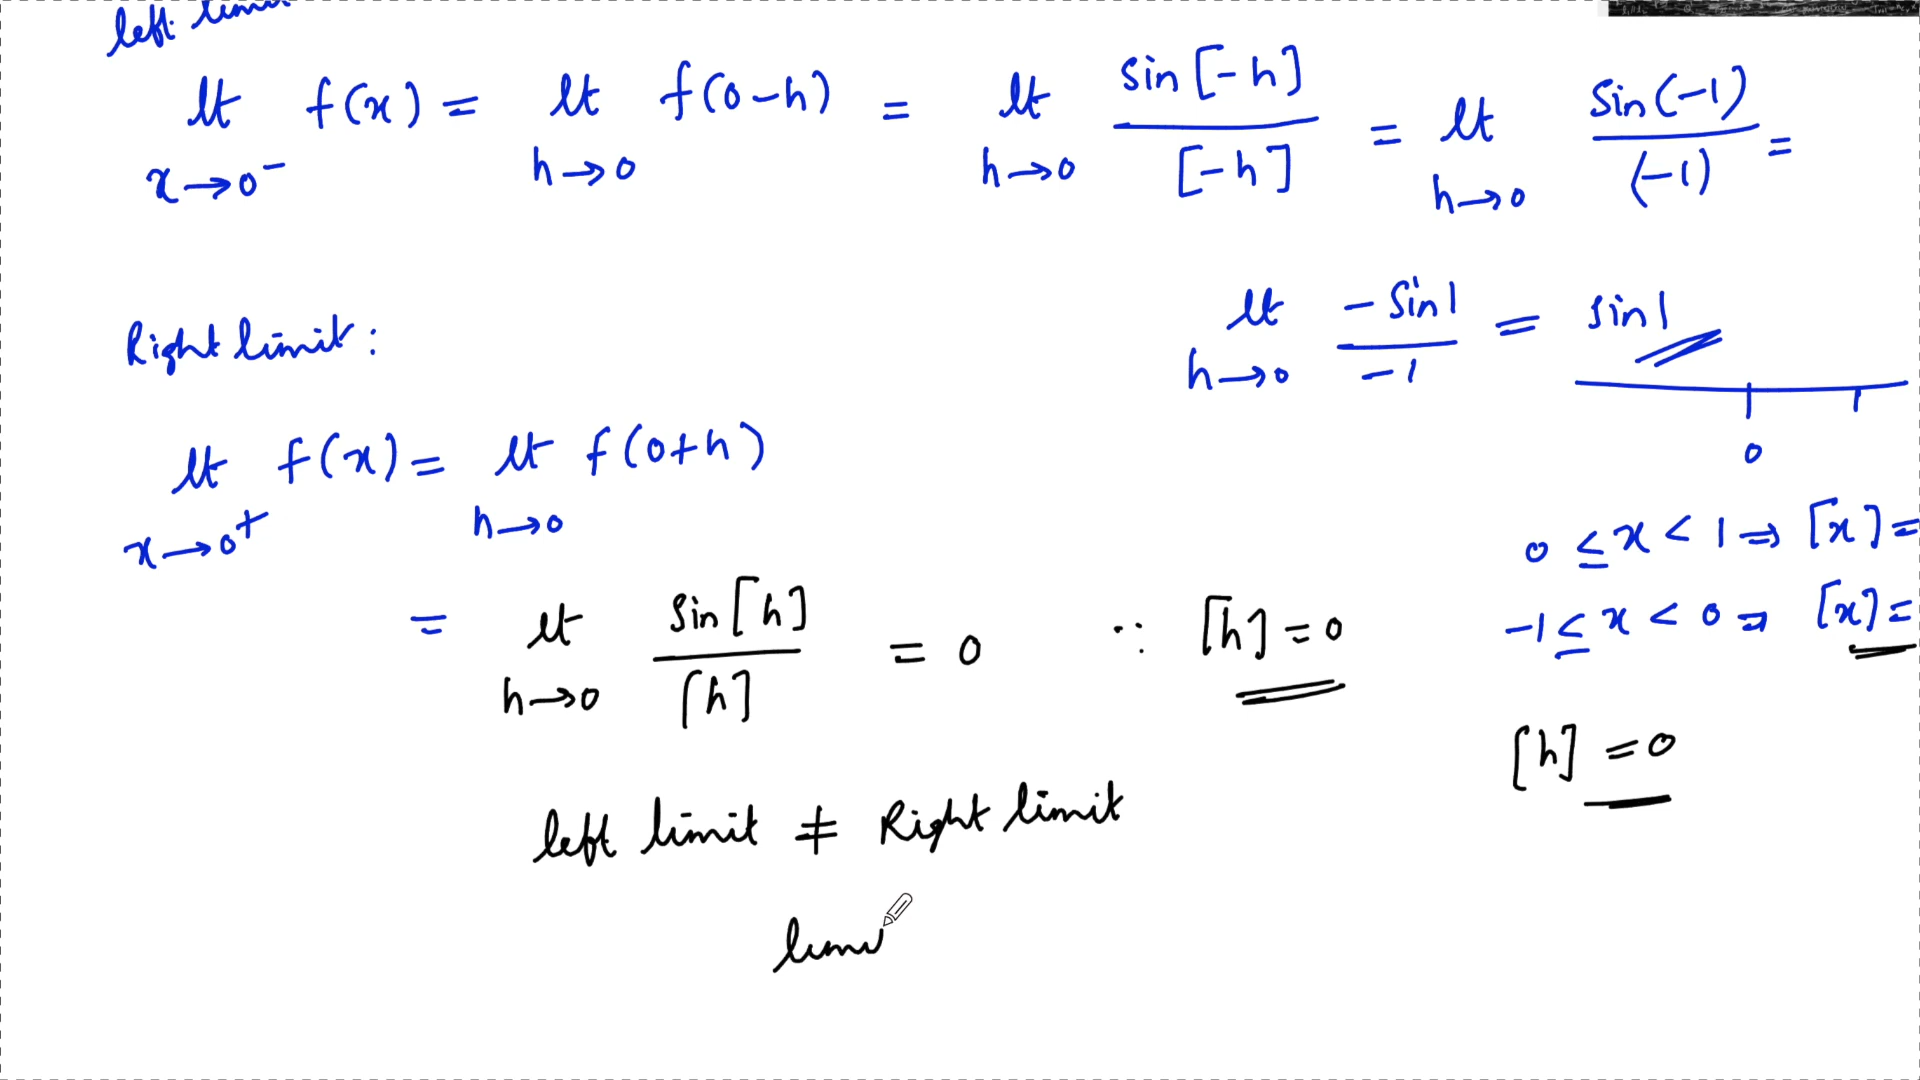 left limit
lt f(x) = lt f(0-h) = lt sin[-h] / [-h] = lt sin(-1) / (-1) =
x→0⁻ h→0 h→0 h→0
lt -sin1 / -1 = sin1
h→0
Right limit:
0
lt f(x) = lt f(0+h)
x→0⁺ h→0
0 ≤ x < 1 ⇒ [x] =
-1 ≤ x < 0 ⇒ [x] =
= lt sin[h] / [h] = 0 ∵ [h] = 0
h→0
[h] = 0
left limit ≠ Right limit